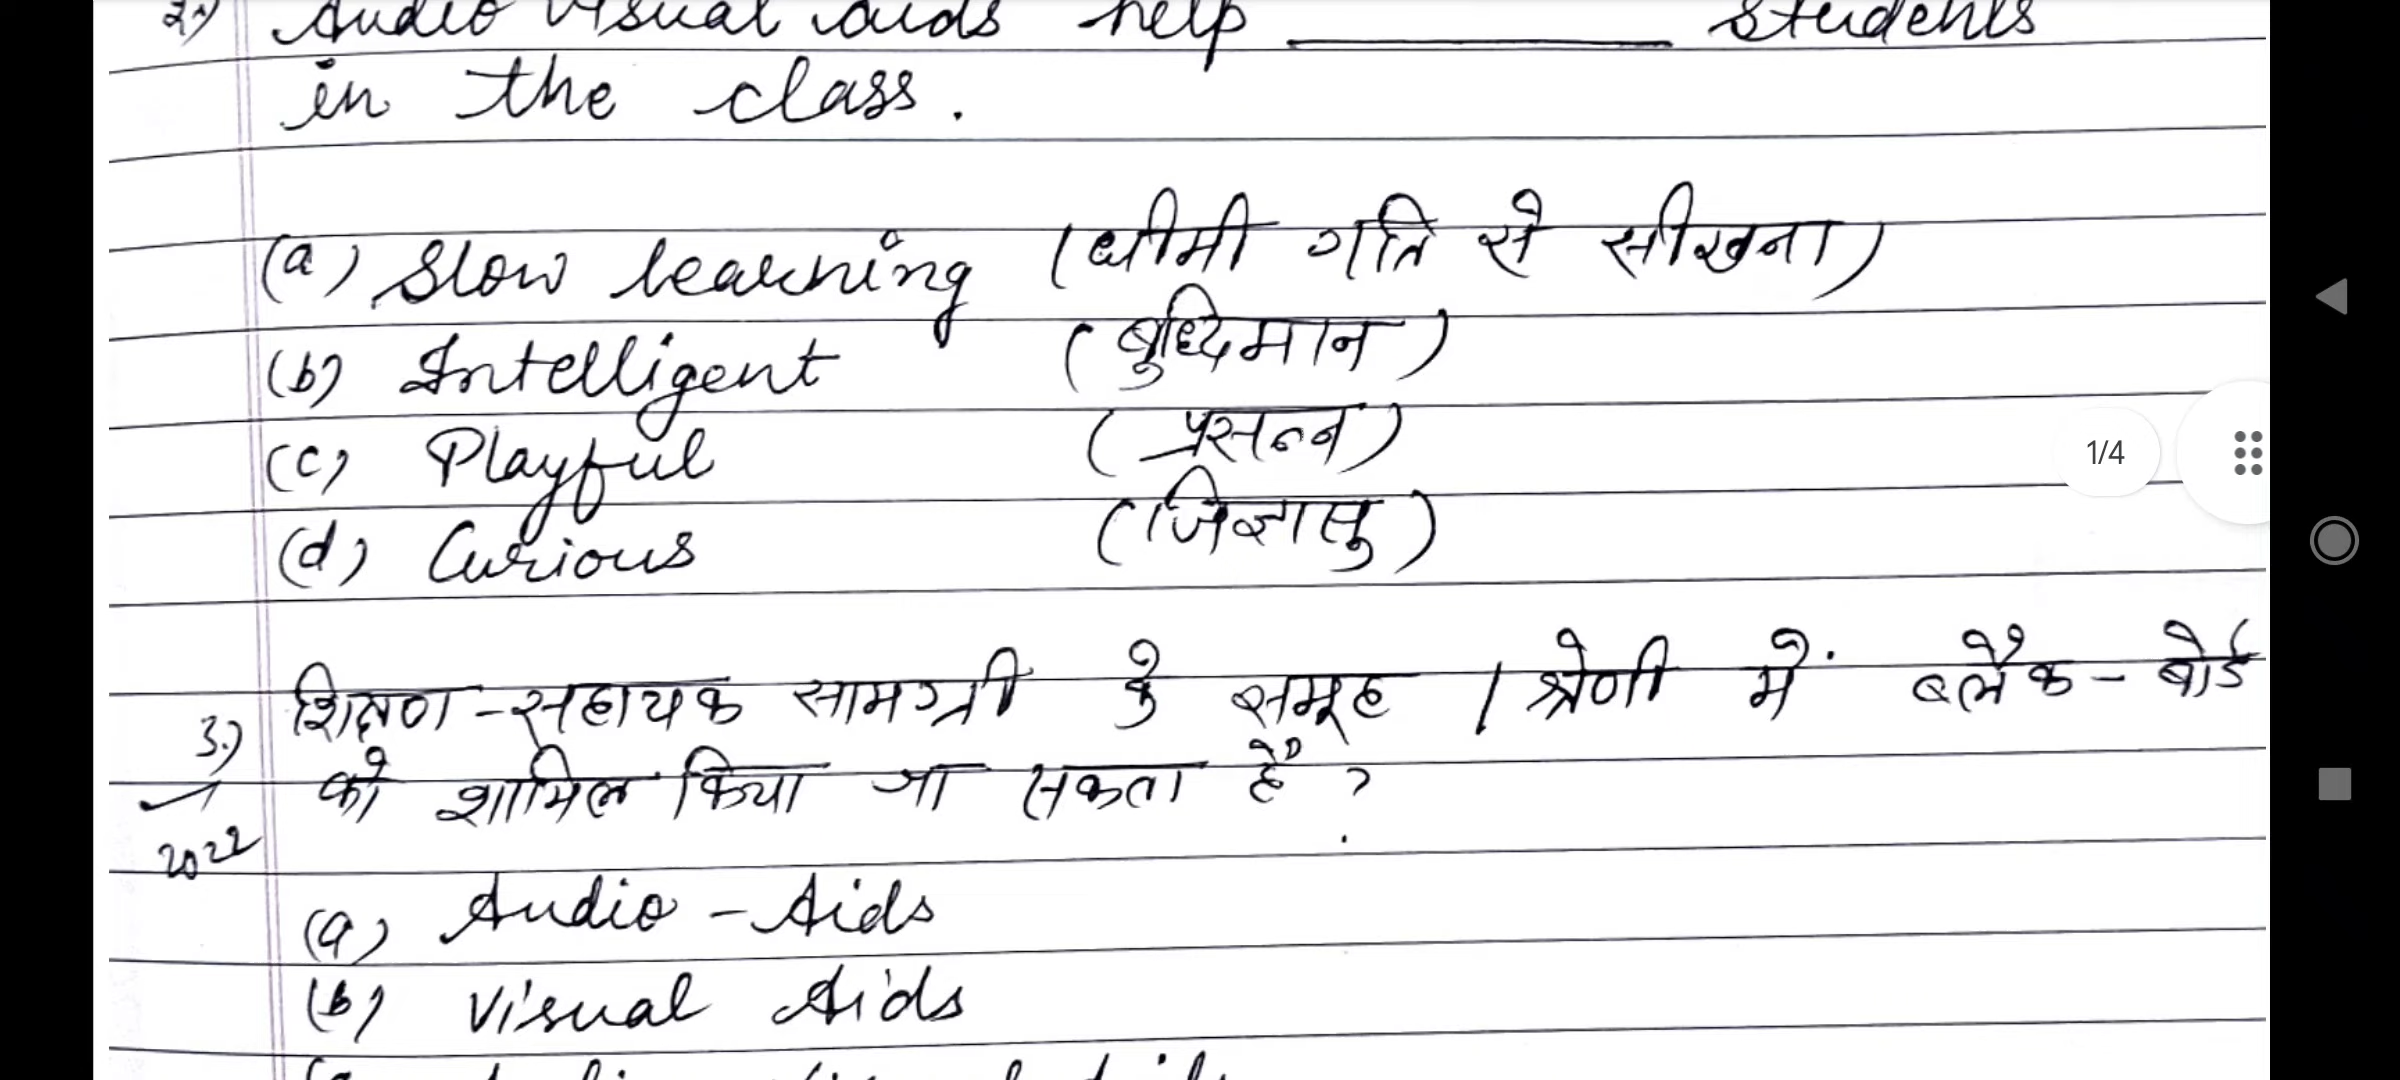 2.) Audio Visual aids help ________ students
in the class.
(a) Slow learning (धीमी गति से सीखना)
(b) Intelligent (बुध्दिमान)
(c) Playful (प्रसन्न)
(d) Curious (जिज्ञासु)
3.) शिक्षण-सहायक सामग्री के समूह / श्रेणी में ब्लैक-बोर्ड
को शामिल किया जा सकता है?
2022
(a) Audio-Aids
(b) Visual Aids
1/4